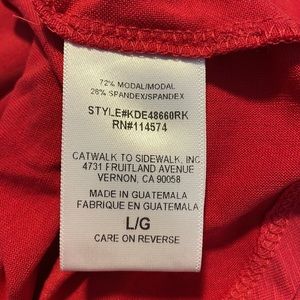 72% MODAL/MODAL
28% SPANDEX/SPANDEX
STYLE#KDE48660RK
RN#114574
CATWALK TO SIDEWALK, INC
4731 FRUITLAND AVENUE
VERNON, CA 90058
MADE IN GUATEMALA
FABRIQUE EN GUATEMALA
L/G
CARE ON REVERSE